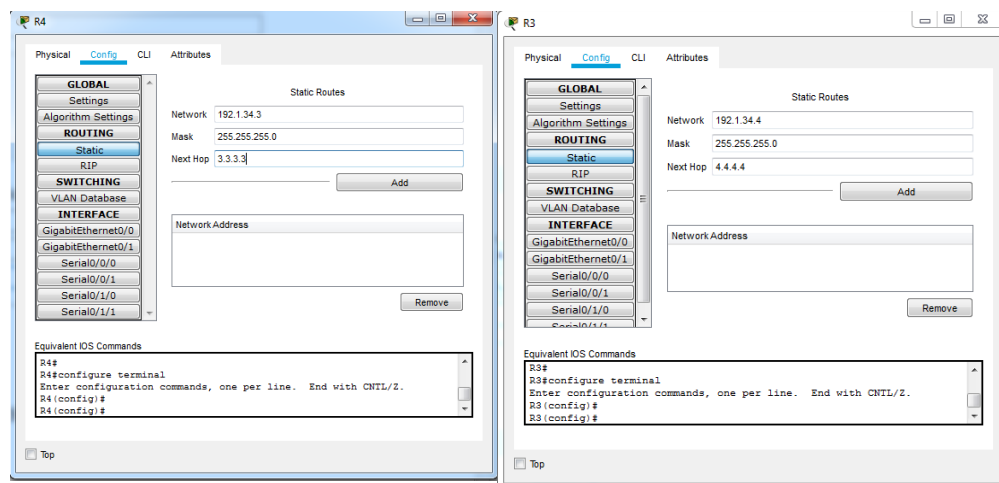 R4
Physical Config CLI Attributes
GLOBAL
Settings
Algorithm Settings
ROUTING
Static
RIP
SWITCHING
VLAN Database
INTERFACE
GigabitEthernet0/0
GigabitEthernet0/1
Serial0/0/0
Serial0/0/1
Serial0/1/0
Serial0/1/1
Static Routes
Network 192.1.34.3
Mask 255.255.255.0
Next Hop 3.3.3.3
Add
Network Address
Remove
Equivalent IOS Commands
R4#
R4#configure terminal
Enter configuration commands, one per line. End with CNTL/Z.
R4(config)#
R4(config)#
Top
R3
Physical Config CLI Attributes
GLOBAL
Settings
Algorithm Settings
ROUTING
Static
RIP
SWITCHING
VLAN Database
INTERFACE
GigabitEthernet0/0
GigabitEthernet0/1
Serial0/0/0
Serial0/0/1
Serial0/1/0
Serial0/1/1
Static Routes
Network 192.1.34.4
Mask 255.255.255.0
Next Hop 4.4.4.4
Add
Network Address
Remove
Equivalent IOS Commands
R3#
R3#configure terminal
Enter configuration commands, one per line. End with CNTL/Z.
R3(config)#
R3(config)#
Top